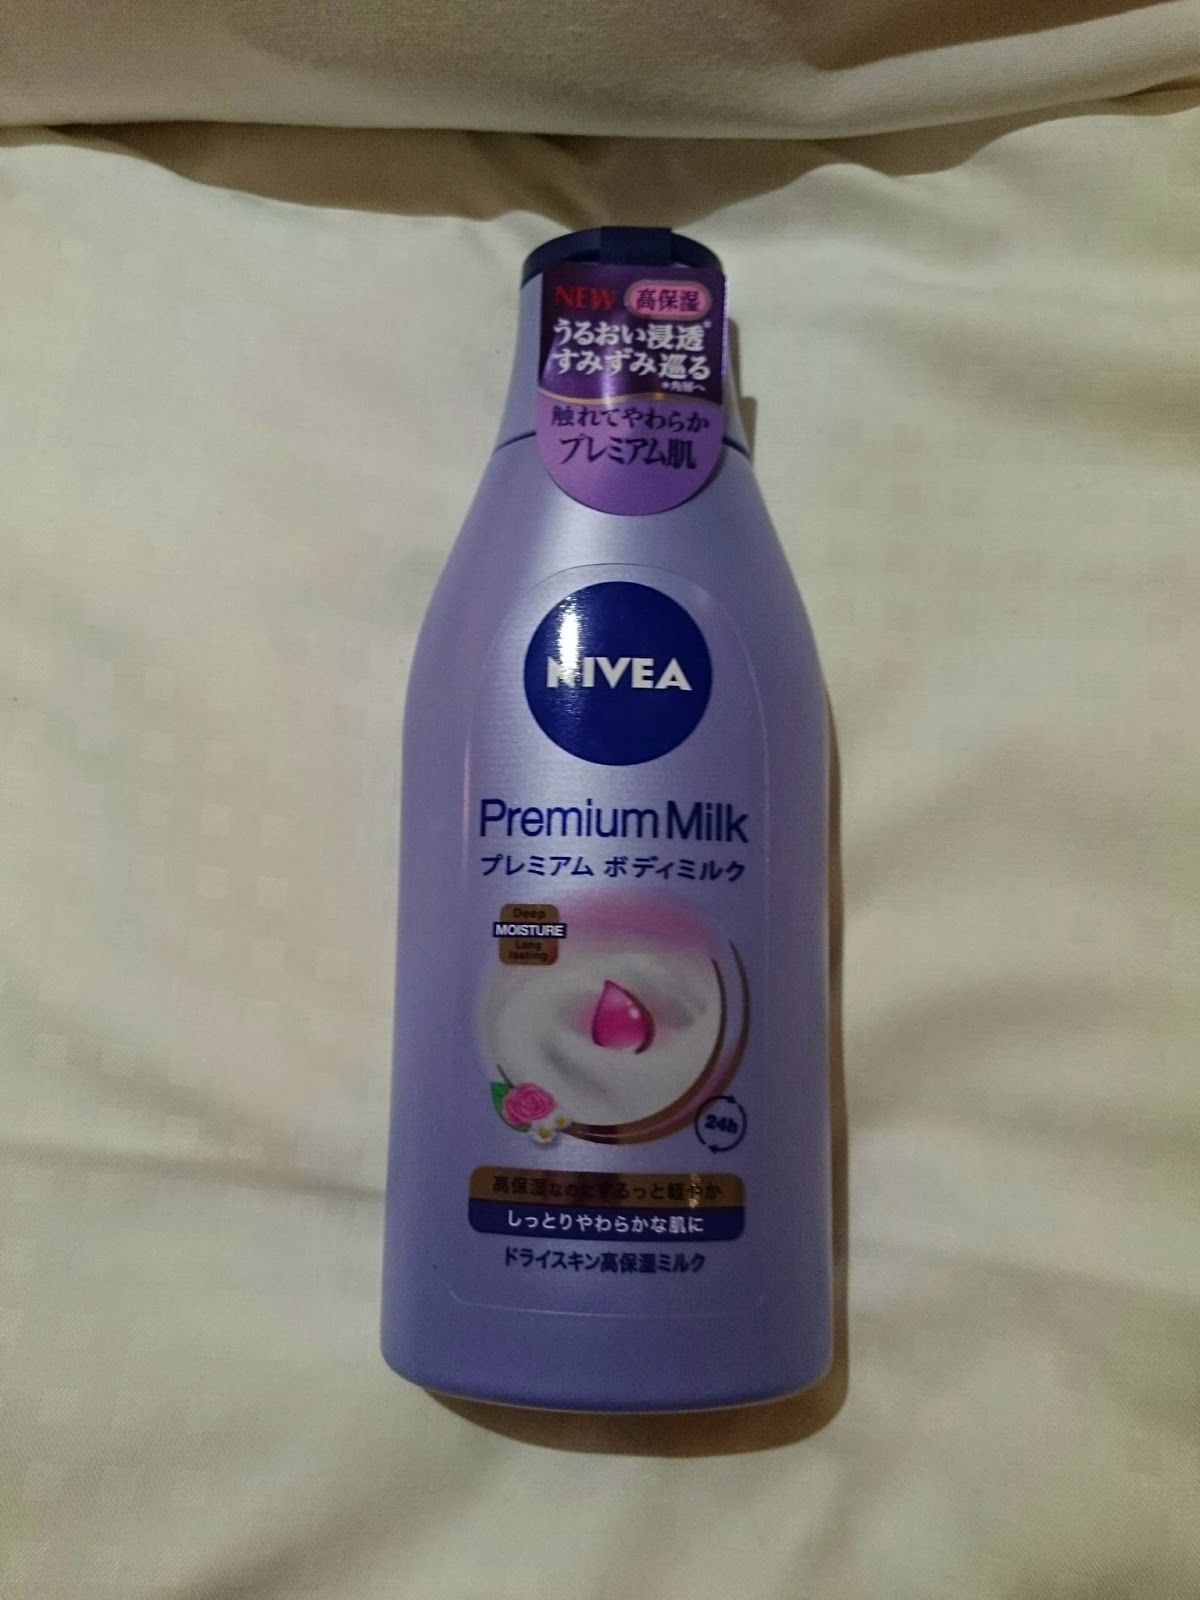 NEW 高保湿
うるおい浸透*
すみずみ巡る
*角層へ
触れてやわらか
プレミアム肌
NIVEA
Premium Milk
プレミアム ボディミルク
Deep
MOISTURE
Long
lasting
24h
高保湿なのにするっと軽やか
しっとりやわらかな肌に
ドライスキン高保湿ミルク